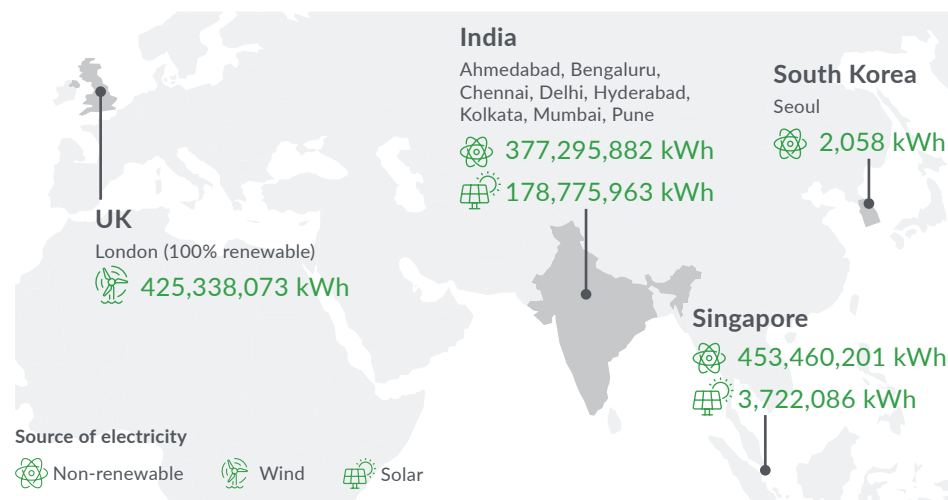 India
Ahmedabad, Bengaluru,
Chennai, Delhi, Hyderabad,
Kolkata, Mumbai, Pune
377,295,882 kWh
178,775,963 kWh
South Korea
Seoul
2,058 kWh
UK
London (100% renewable)
425,338,073 kWh
Singapore
453,460,201 kWh
3,722,086 kWh
Source of electricity
Non-renewable
Wind
Solar